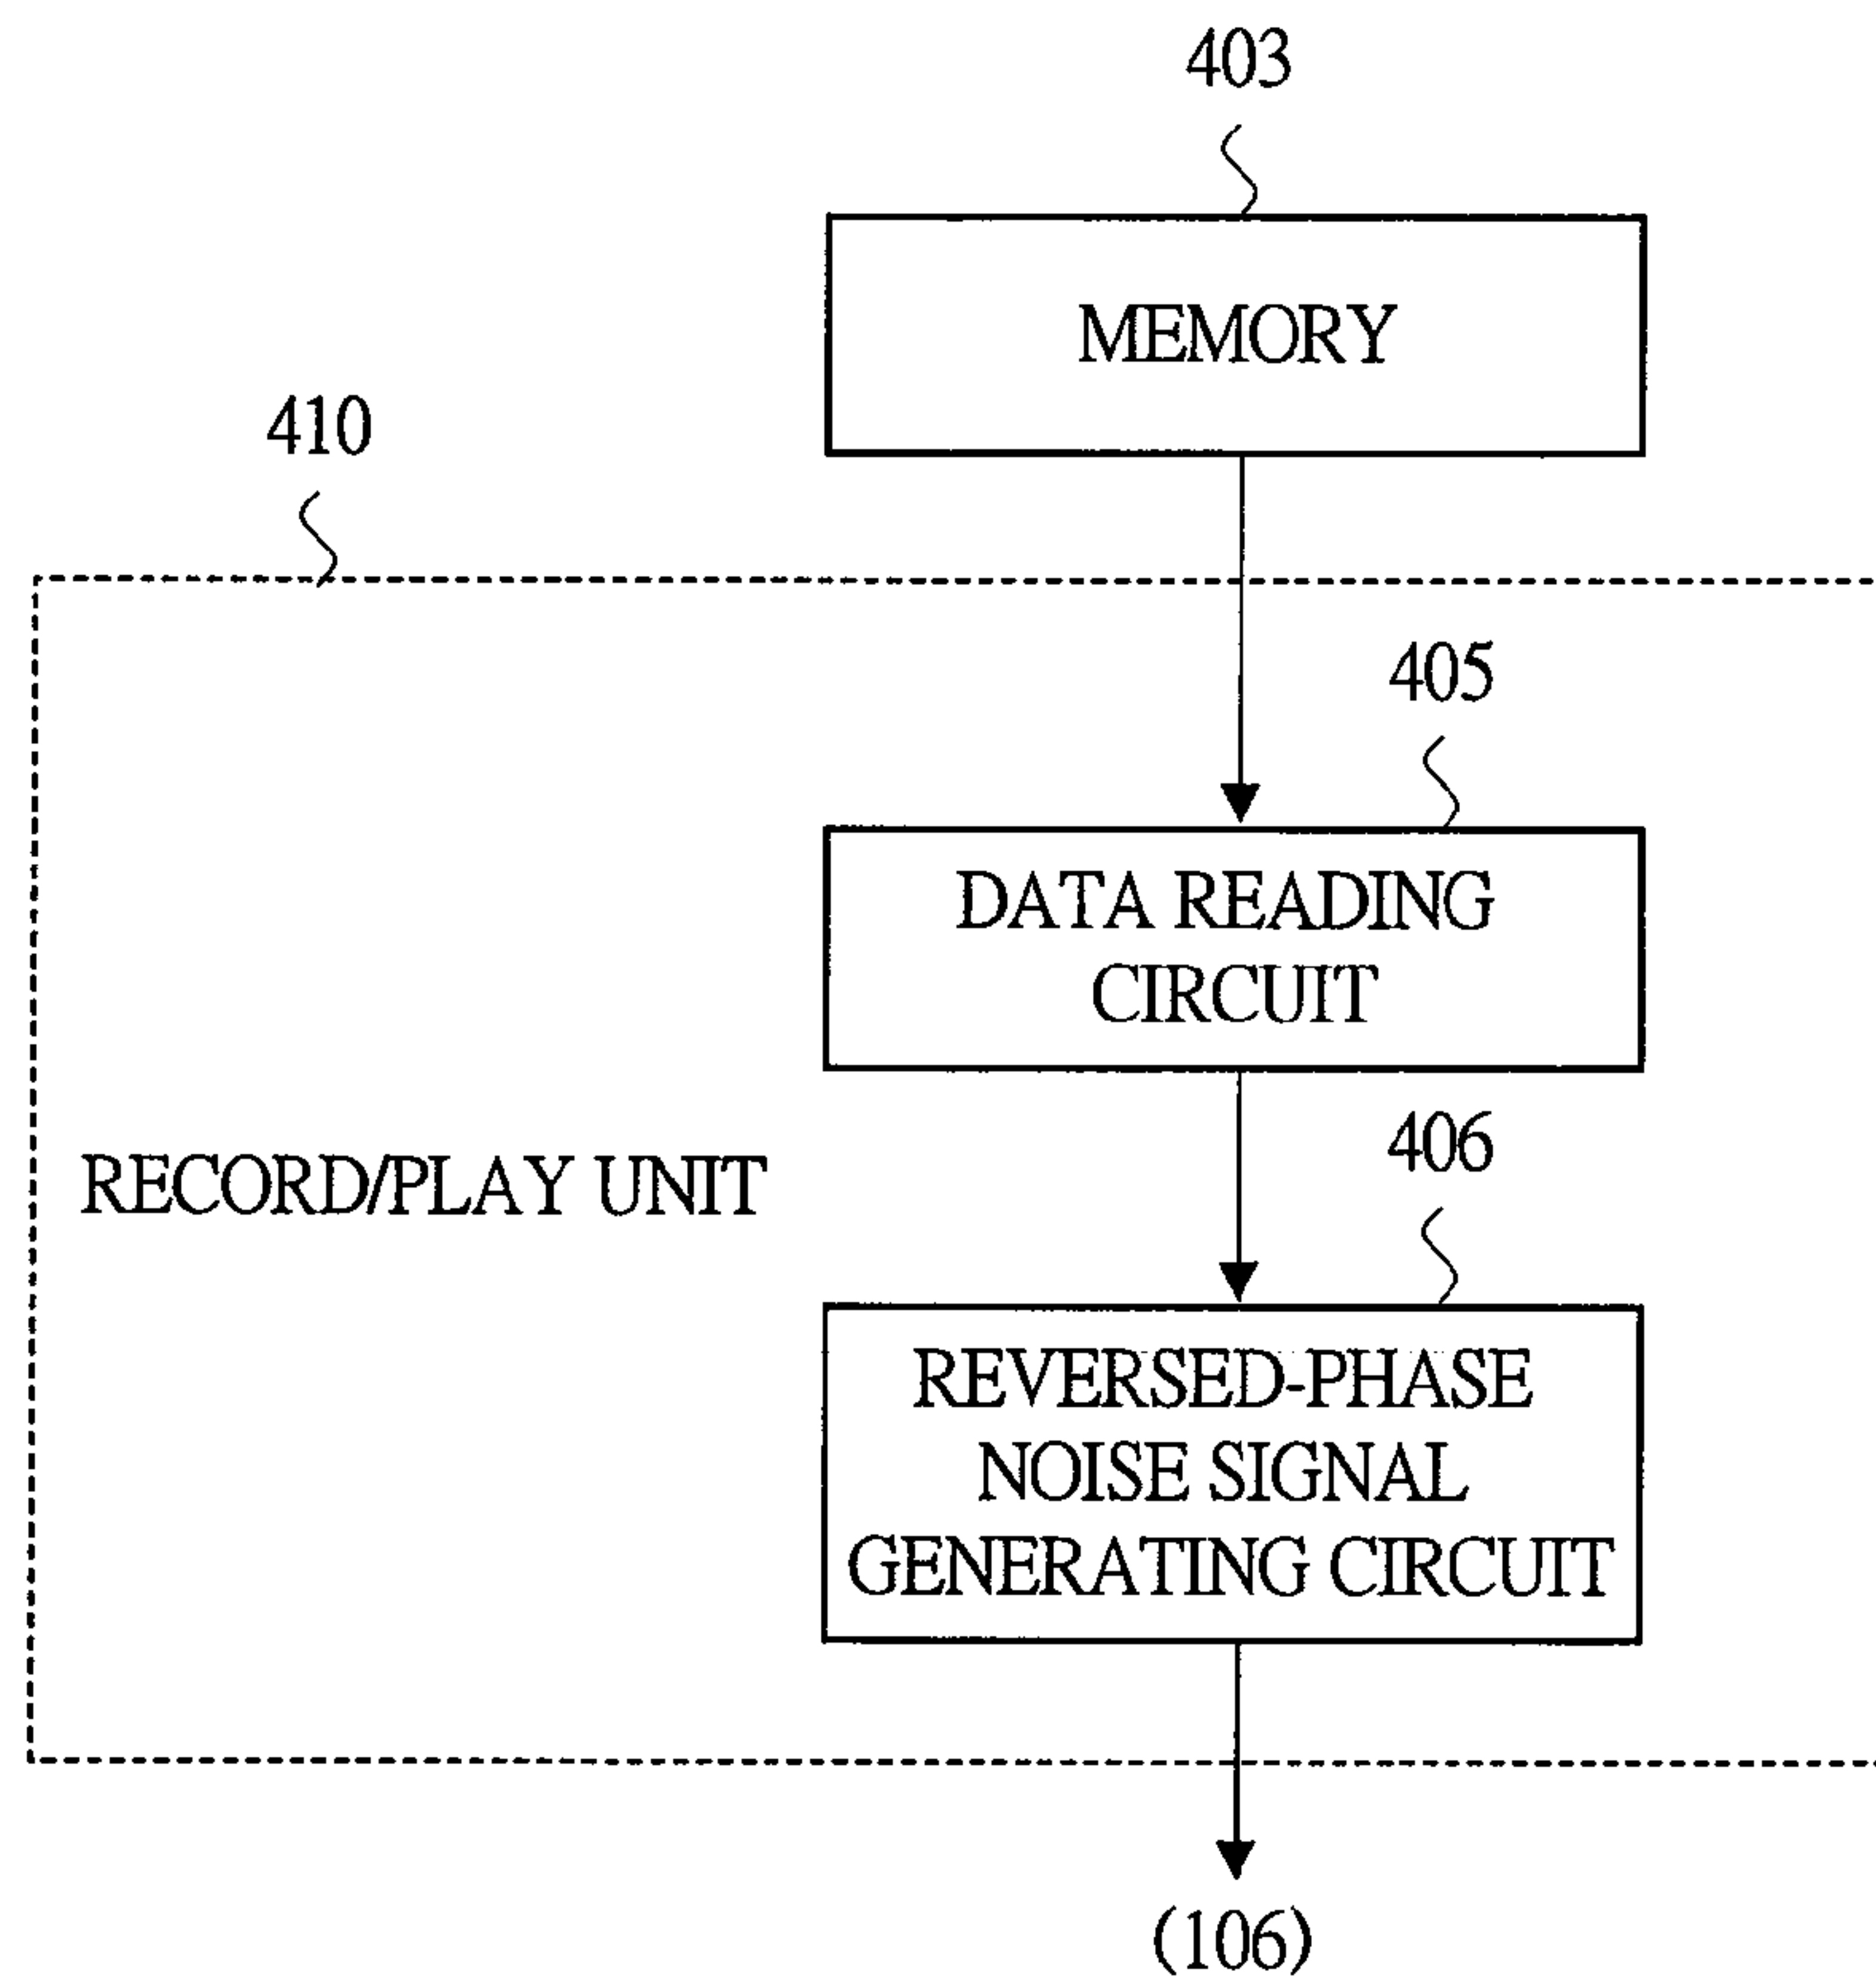 403
MEMORY
410
405
DATA READING
CIRCUIT
406
RECORD/PLAY UNIT
REVERSED-PHASE
NOISE SIGNAL
GENERATING CIRCUIT
(106)